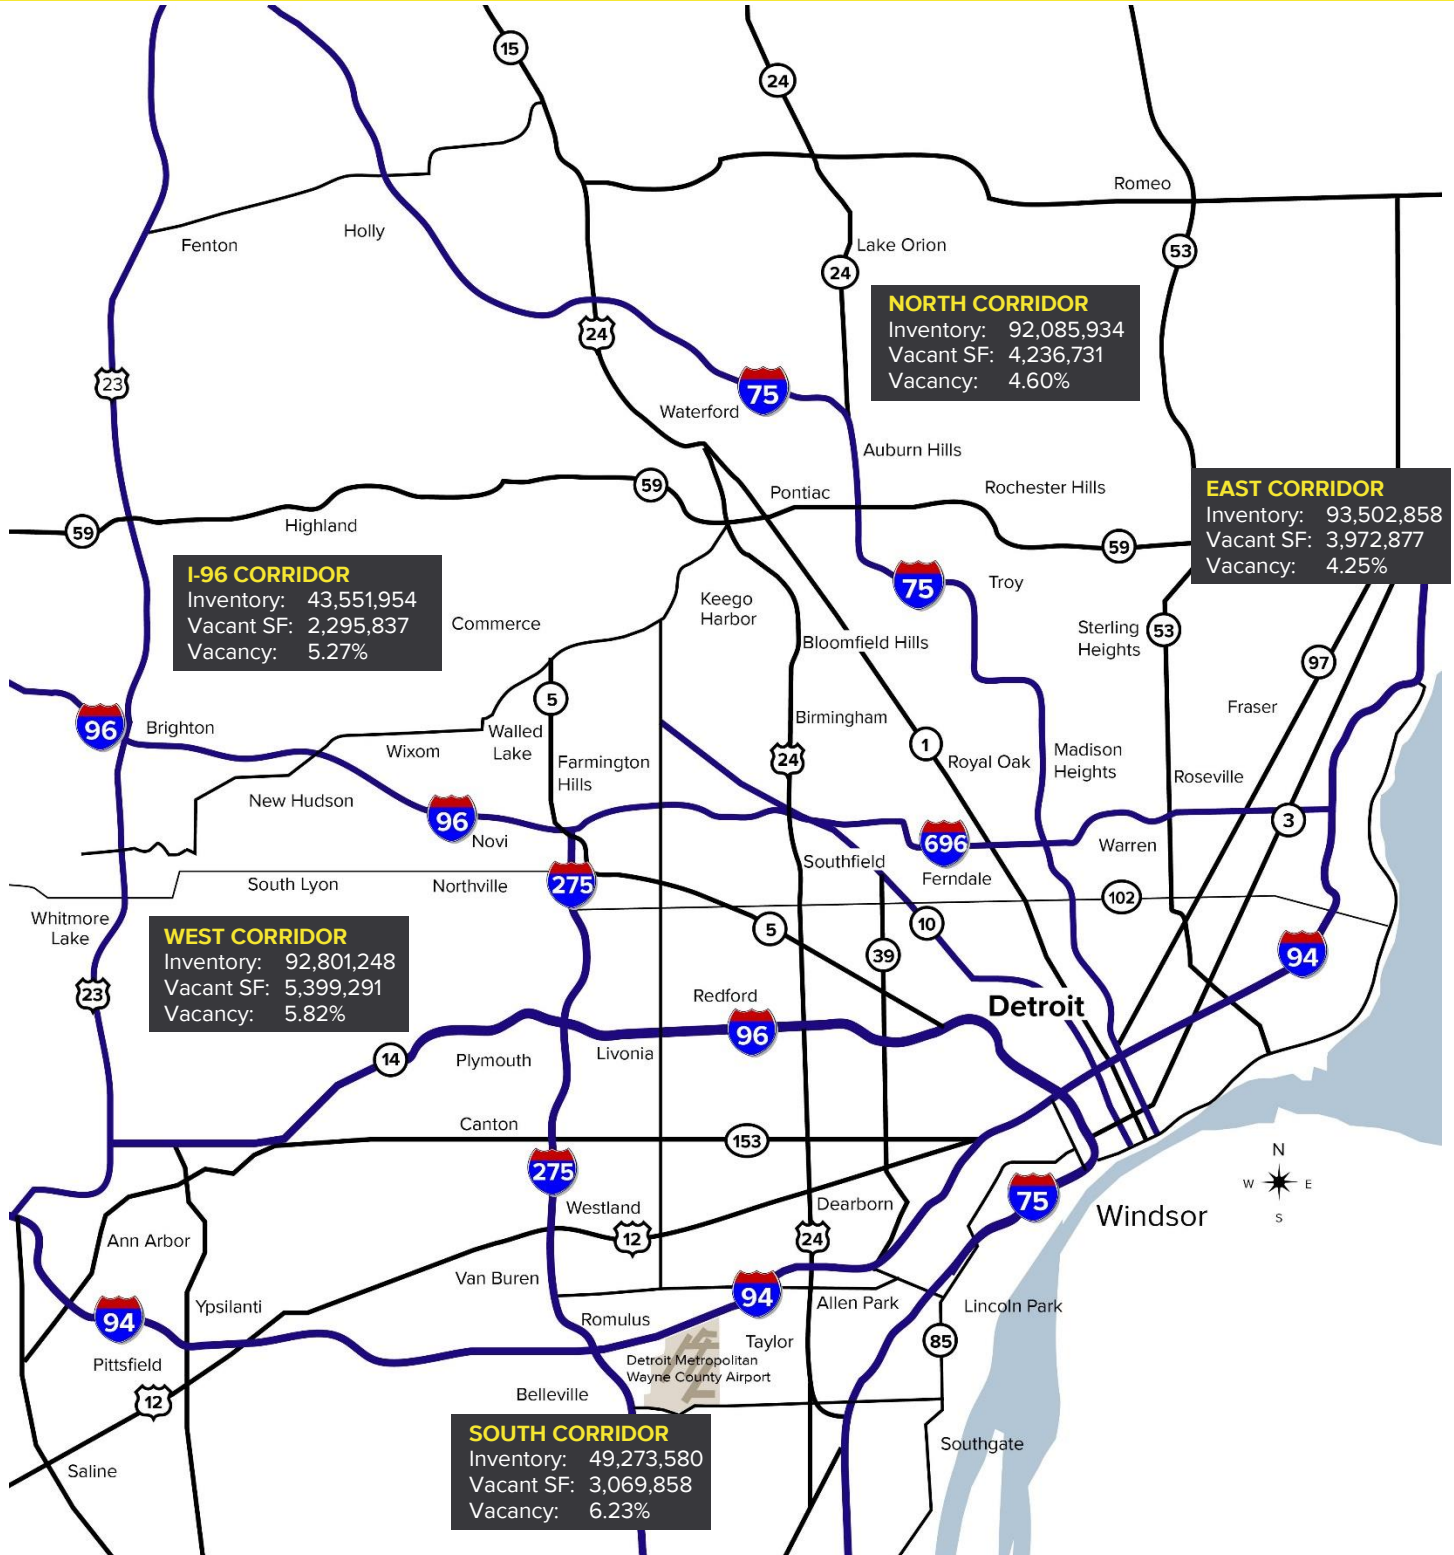 15
24
Romeo
Fenton
Holly
Lake Orion
53
24
24
23
NORTH CORRIDOR
Inventory: 92,085,934
Vacant SF: 4,236,731
Vacancy: 4.60%
75
Waterford
Auburn Hills
59
Pontiac
Rochester Hills
59
Highland
59
EAST CORRIDOR
Inventory: 93,502,858
Vacant SF: 3,972,877
Vacancy: 4.25%
I-96 CORRIDOR
Inventory: 43,551,954
Vacant SF: 2,295,837
Vacancy: 5.27%
75
Troy
Keego
Harbor
Commerce
Bloomfield Hills
Sterling
Heights
53
97
5
96
Brighton
Walled
Lake
Wixom
Birmingham
Fraser
24
1
Royal Oak
Madison
Heights
Farmington
Hills
Roseville
New Hudson
96
Novi
3
696
Warren
Southfield
Ferndale
South Lyon
Northville
275
102
Whitmore
Lake
5
10
39
94
WEST CORRIDOR
Inventory: 92,801,248
Vacant SF: 5,399,291
Vacancy: 5.82%
23
Redford
Detroit
96
14
Plymouth
Livonia
Canton
153
N
W E
S
275
75
Westland
Dearborn
Windsor
Ann Arbor
12
24
Van Buren
94
Ypsilanti
94
Romulus
Allen Park
Lincoln Park
Taylor
85
Pittsfield
Detroit Metropolitan
Wayne County Airport
12
Belleville
SOUTH CORRIDOR
Inventory: 49,273,580
Vacant SF: 3,069,858
Vacancy: 6.23%
Southgate
Saline